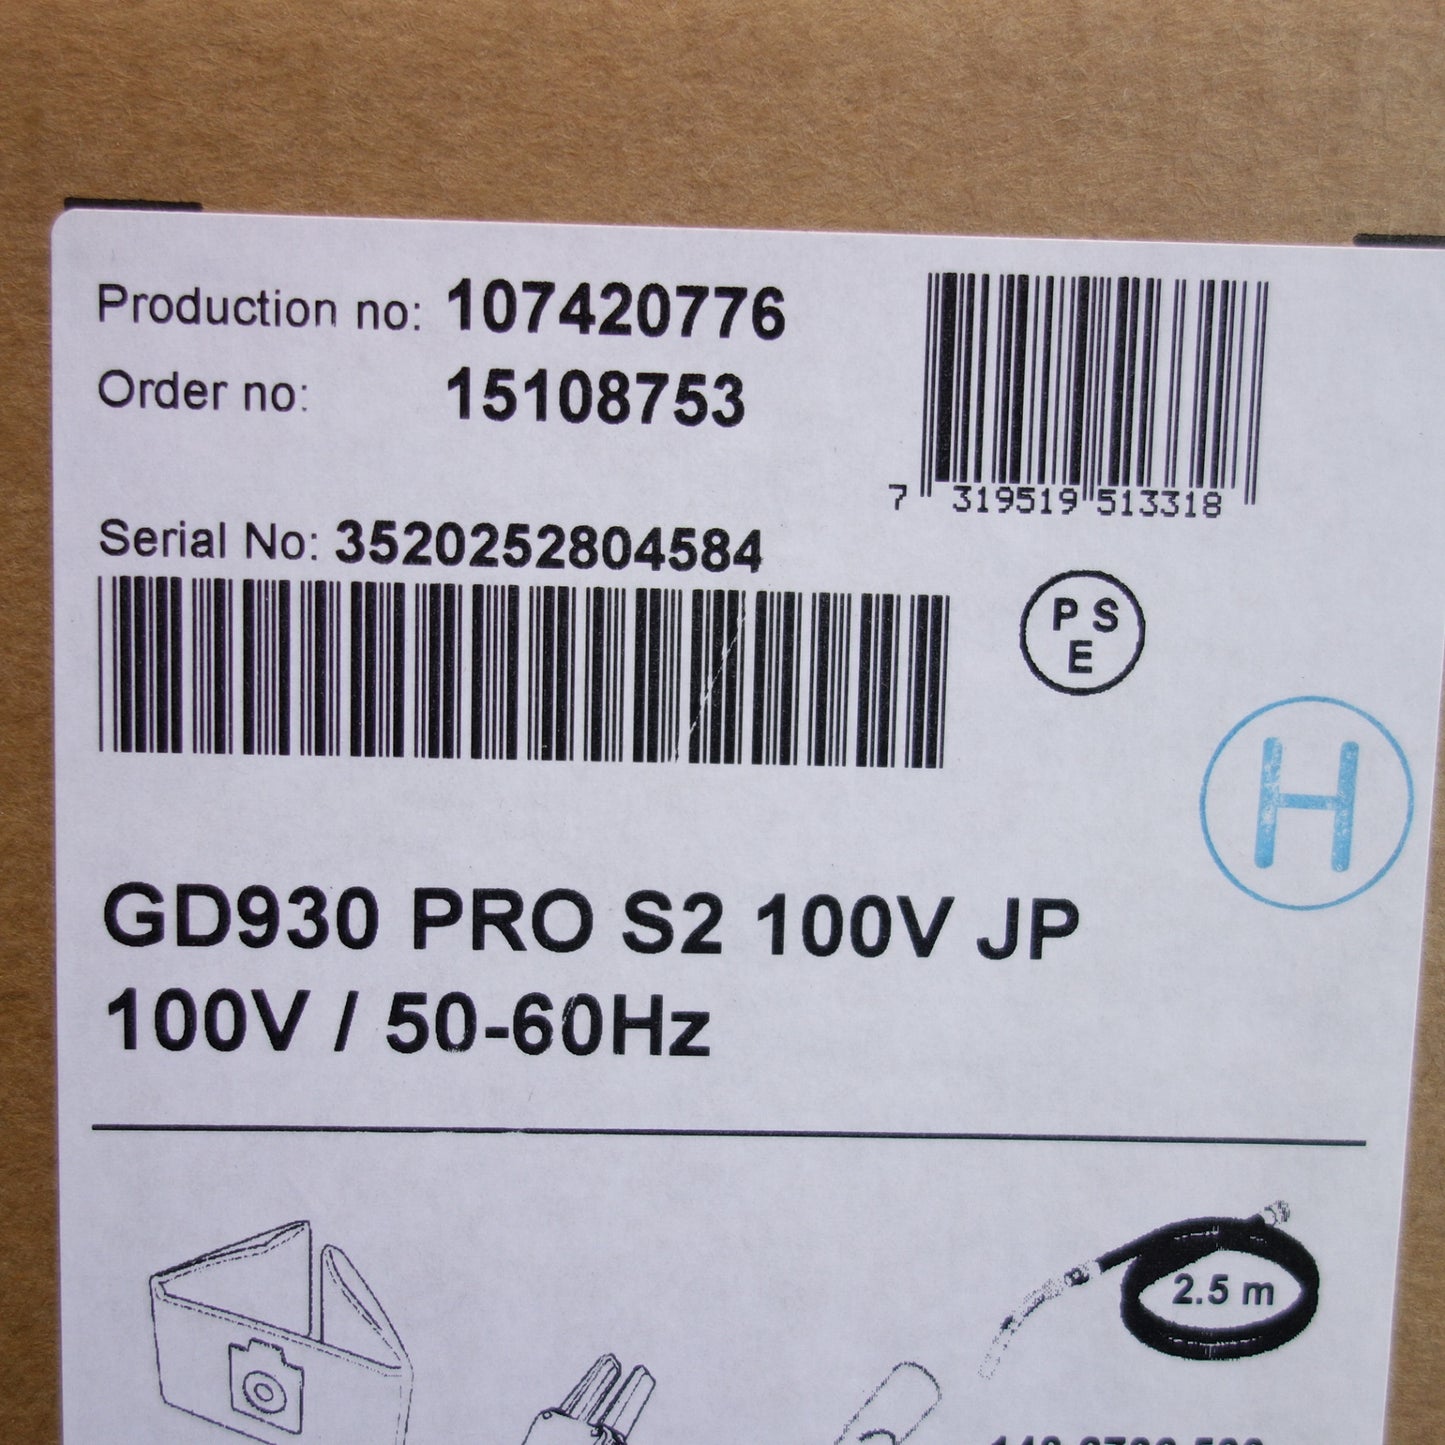 Production no: 107420776
Order no: 15108753
7 319519 513318
Serial No: 3520252804584
P S
E
H
GD930 PRO S2 100V JP
100V / 50-60Hz
2.5 m